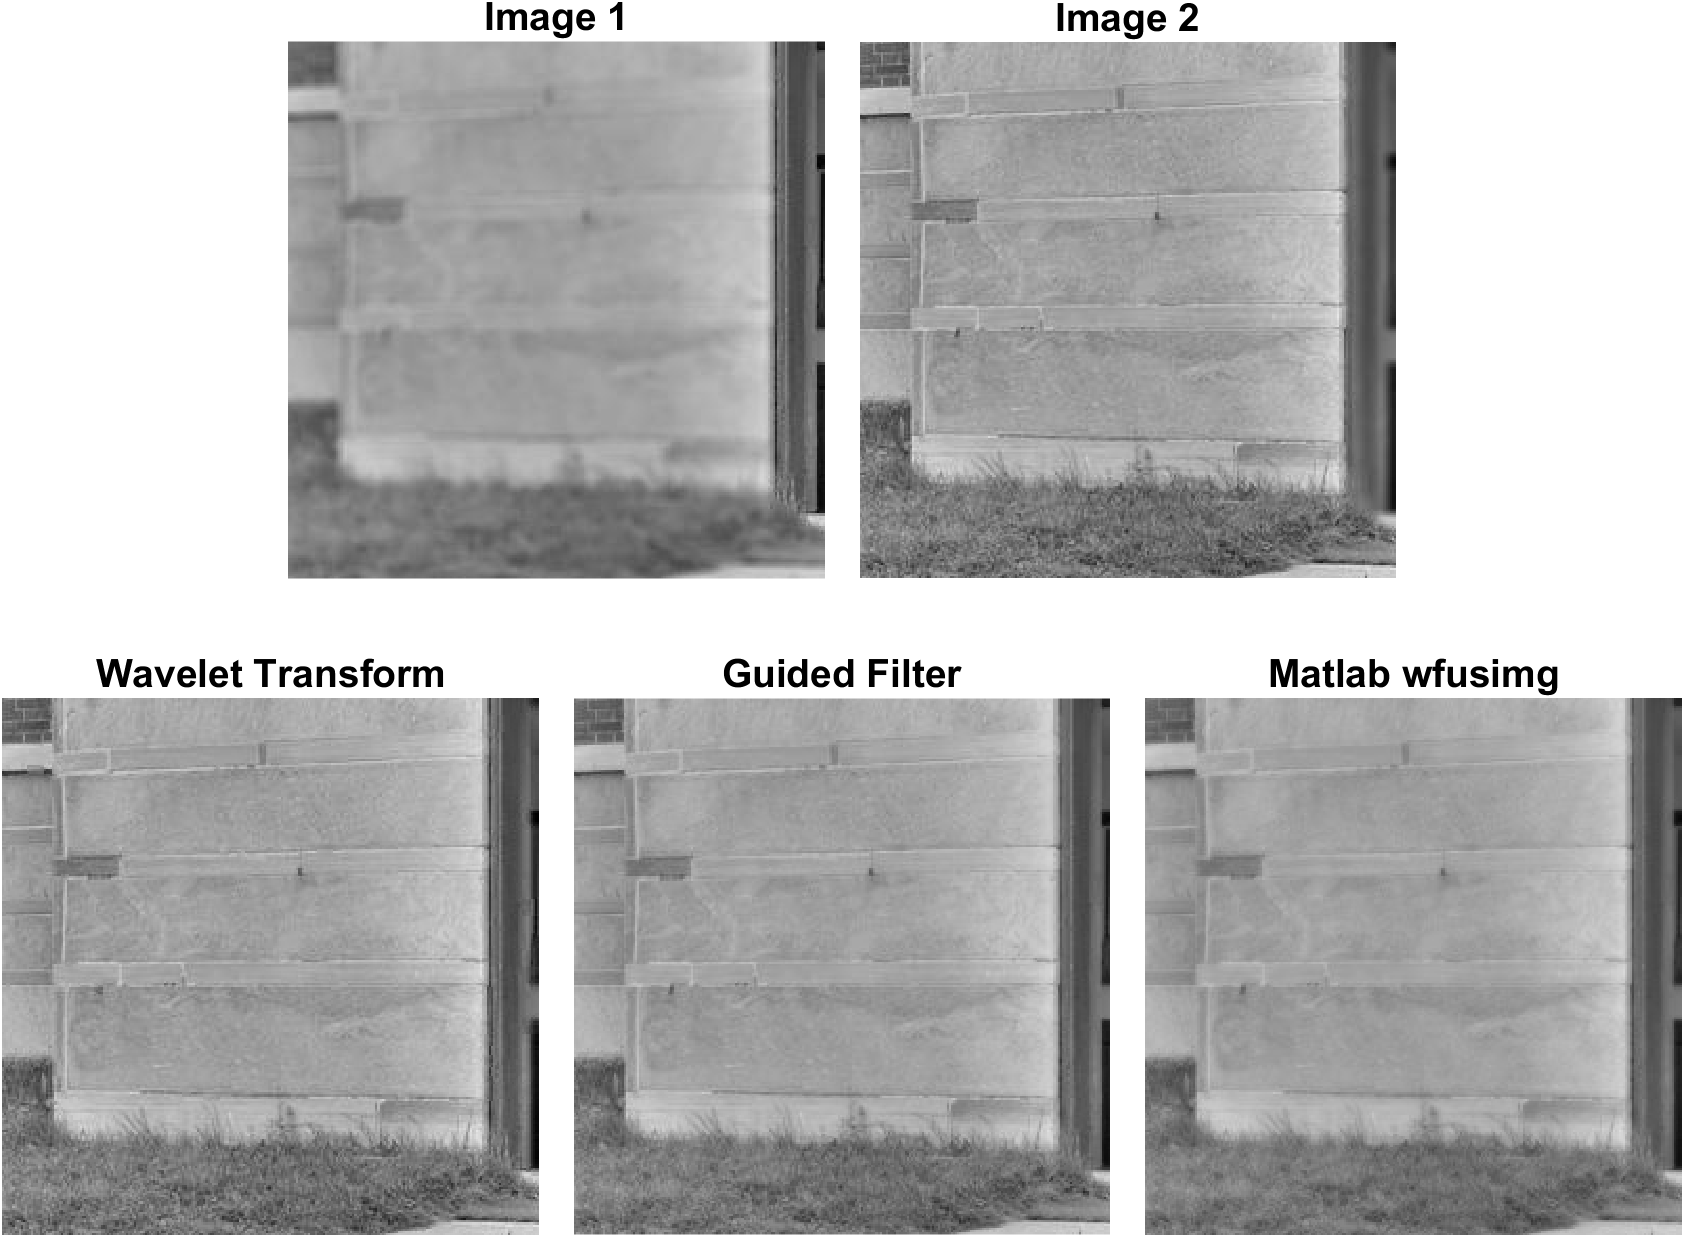 Image 1
Image 2
Wavelet Transform
Guided Filter
Matlab wfusimg